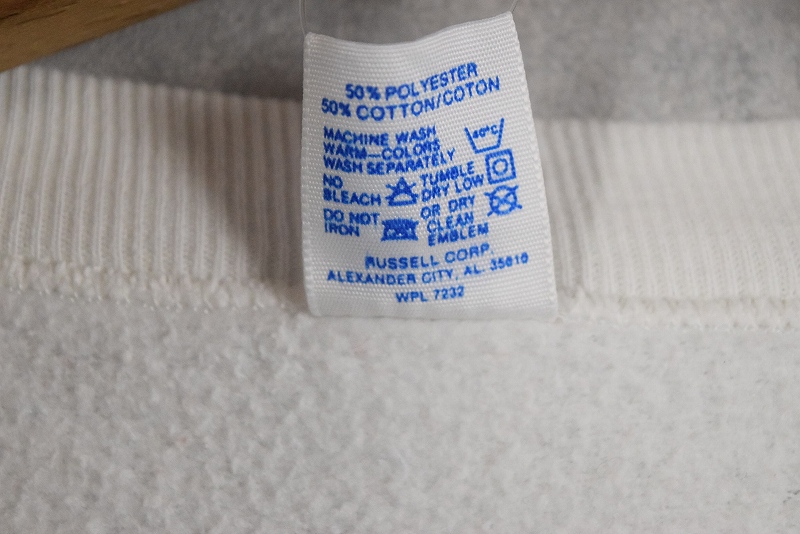 50% POLYESTER
50% COTTON/COTON
MACHINE WASH
WARM—COLORS
WASH SEPARATELY
40°C
NO
BLEACH
TUMBLE
DRY LOW
DO NOT
IRON
OR DRY
CLEAN
EMBLEM
RUSSELL CORP.
ALEXANDER CITY, AL. 35010
WPL 7232